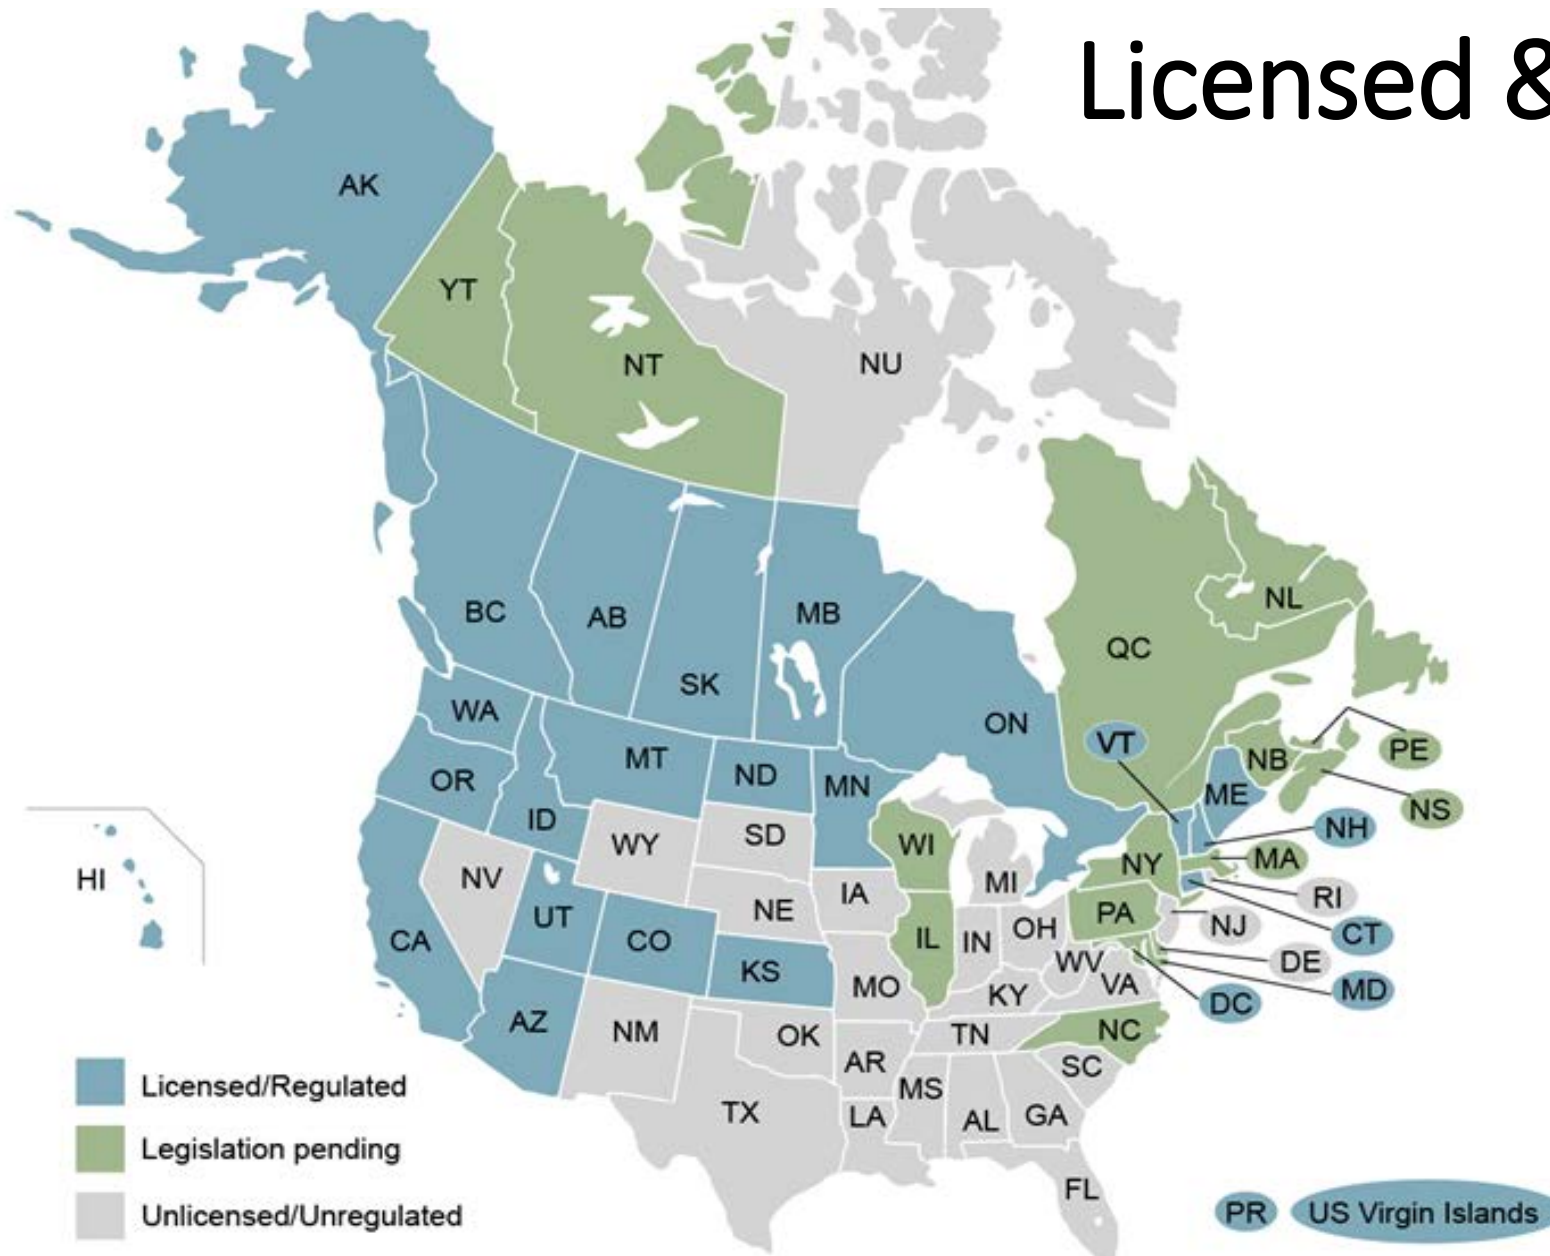 Licensed &
AK
YT
NT
NU
BC
AB
SK
MB
ON
QC
NL
NB
PE
NS
WA
OR
ID
MT
ND
MN
VT
ME
NH
MA
RI
CT
NJ
DE
MD
DC
HI
CA
NV
UT
WY
SD
NE
IA
WI
IL
MI
IN
OH
PA
NY
WV
VA
KY
CO
KS
MO
AZ
NM
OK
AR
TN
NC
SC
TX
LA
MS
AL
GA
FL
Licensed/Regulated
Legislation pending
Unlicensed/Unregulated
PR
US Virgin Islands